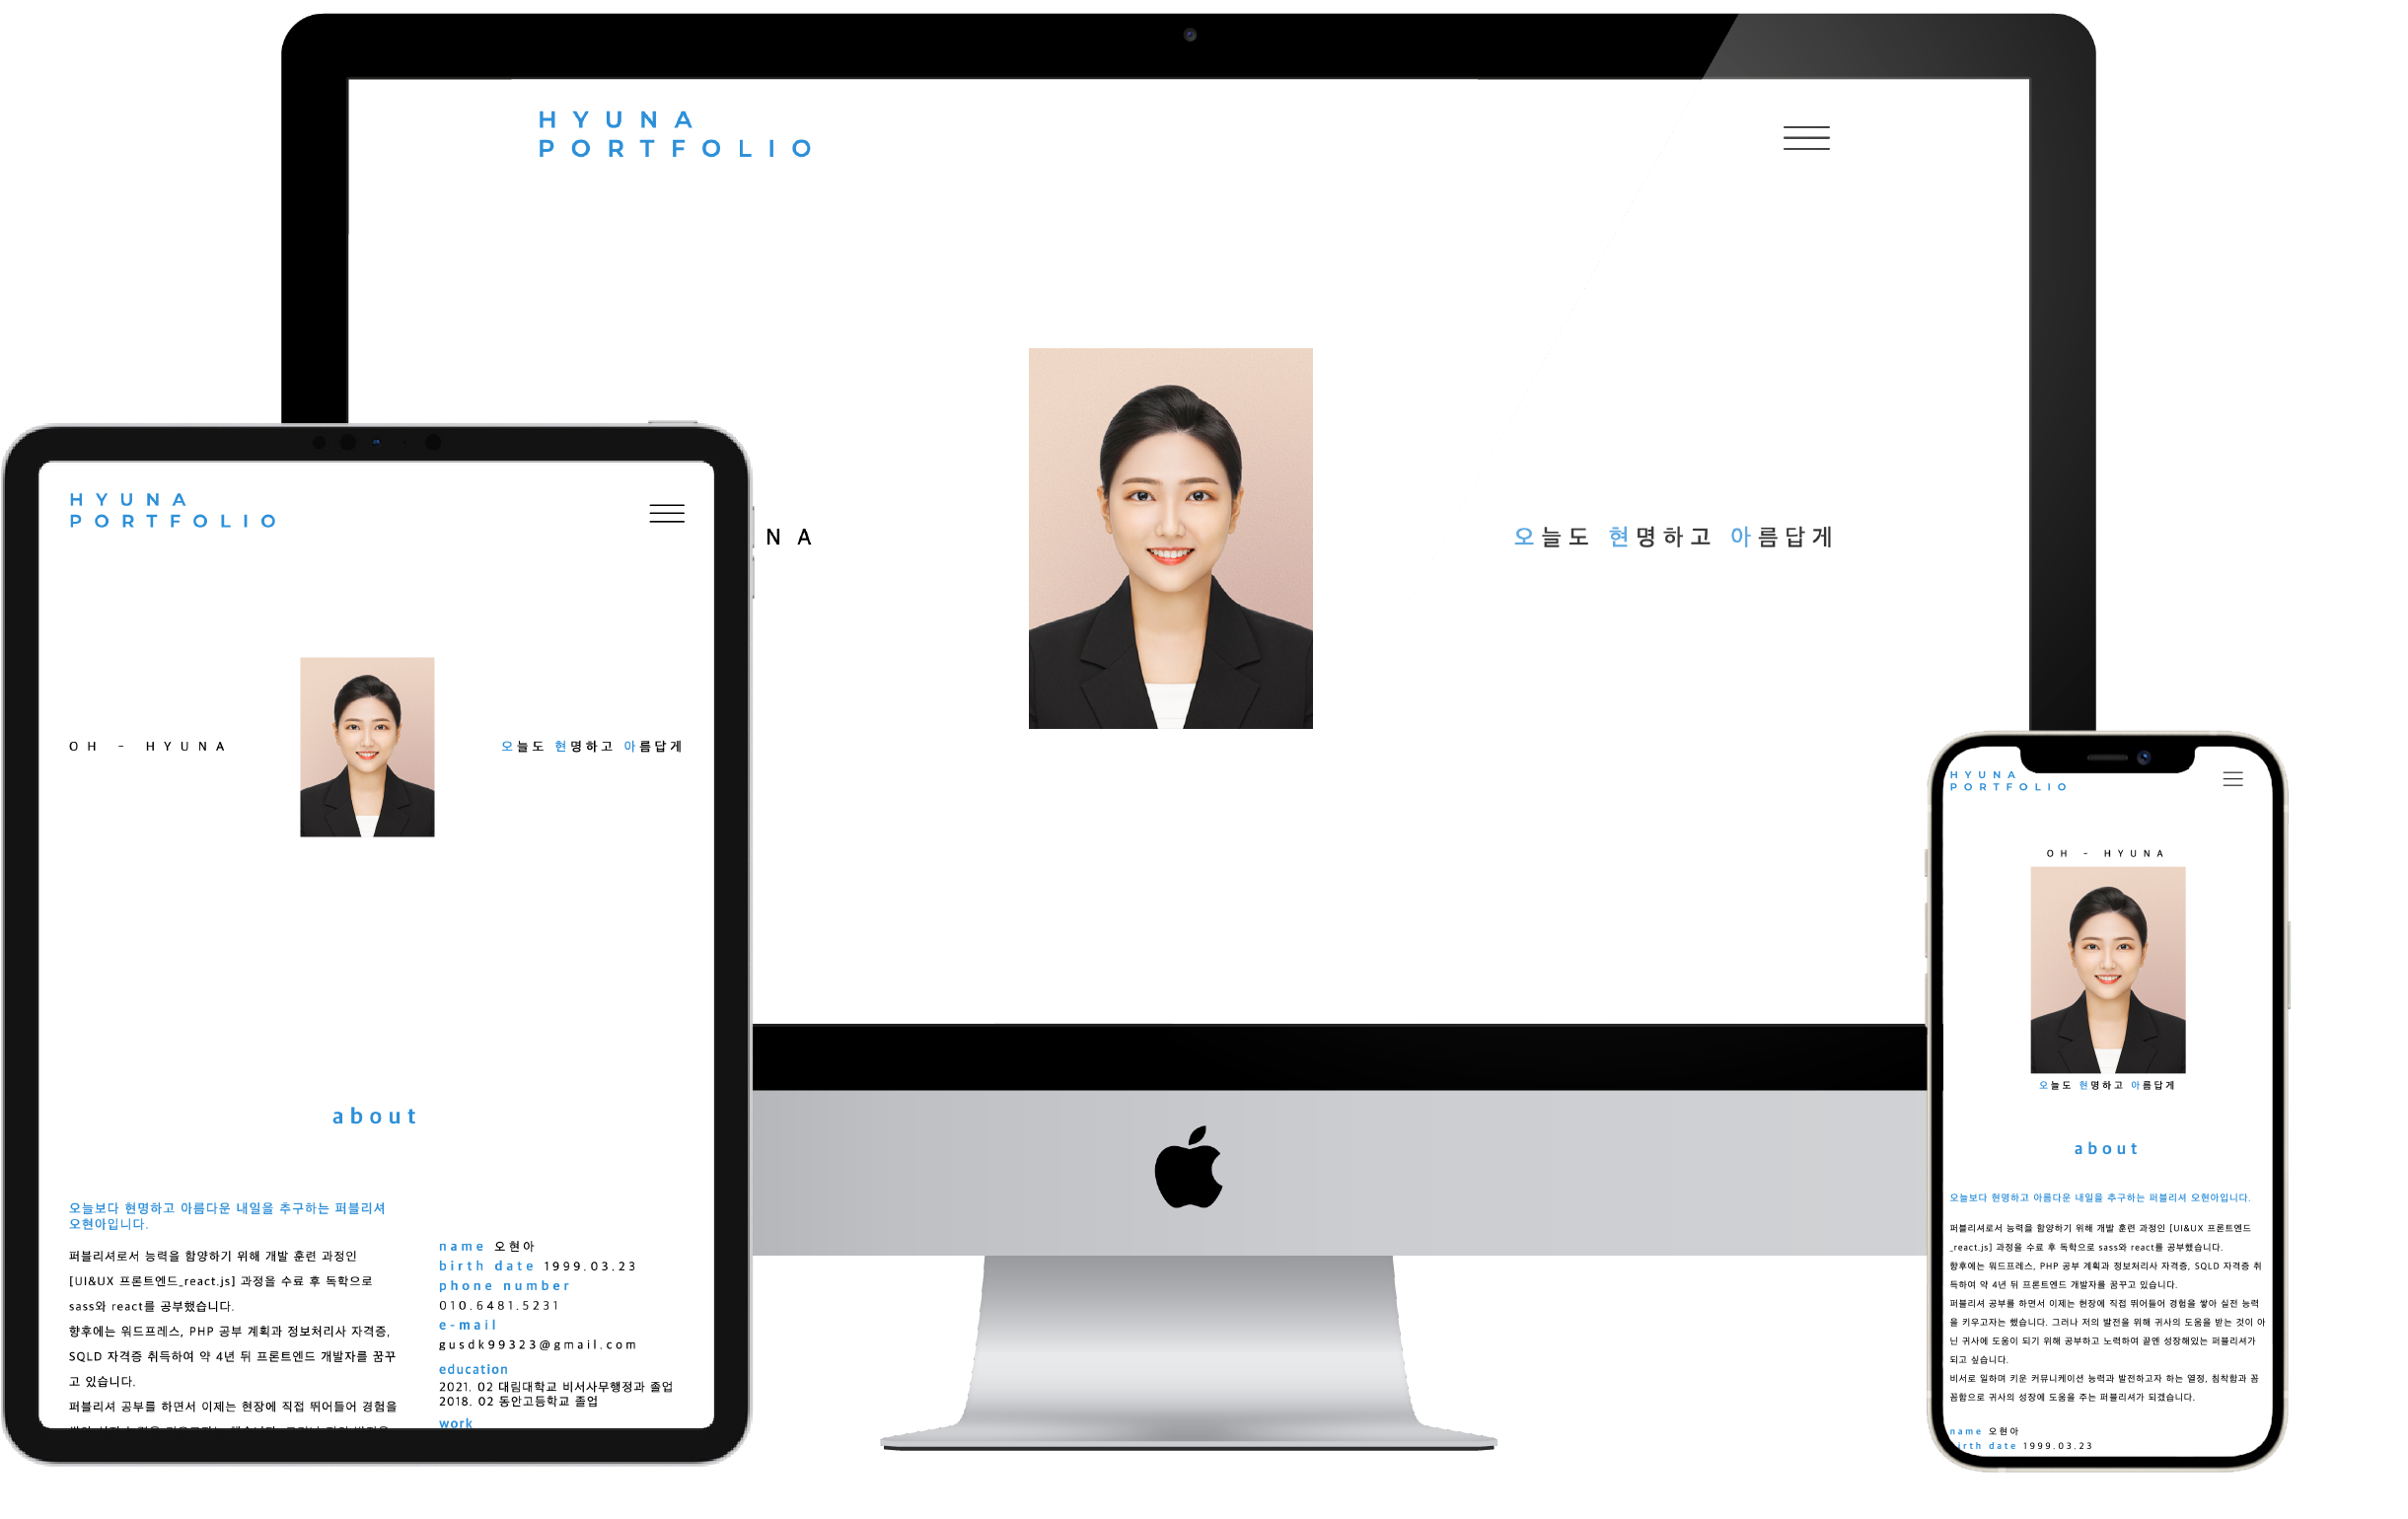 HYUNA
PORTFOLIO
NA
오늘도 현명하고 아름답게
HYUNA
PORTFOLIO
OH - HYUNA
오늘도 현명하고 아름답게
about
오늘보다 현명하고 아름다운 내일을 추구하는 퍼블리셔
오현아입니다.
퍼블리셔로서 능력을 함양하기 위해 개발 훈련 과정인
[UI&UX 프론트엔드_react.js] 과정을 수료 후 독학으로
sass와 react를 공부했습니다.
향후에는 워드프레스, PHP 공부 계획과 정보처리사 자격증,
SQLD 자격증 취득하여 약 4년 뒤 프론트엔드 개발자를 꿈꾸
고 있습니다.
퍼블리셔 공부를 하면서 이제는 현장에 직접 뛰어들어 경험을
name 오현아
birth date 1999.03.23
phone number
010.6481.5231
e-mail
gusdk99323@gmail.com
education
2021. 02 대림대학교 비서사무행정과 졸업
2018. 02 동안고등학교 졸업
work
HYUNA
PORTFOLIO
OH - HYUNA
오늘도 현명하고 아름답게
about
오늘보다 현명하고 아름다운 내일을 추구하는 퍼블리셔 오현아입니다.
퍼블리셔로서 능력을 함양하기 위해 개발 훈련 과정인 [UI&UX 프론트엔드
_react.js] 과정을 수료 후 독학으로 sass와 react를 공부했습니다.
향후에는 워드프레스, PHP 공부 계획과 정보처리사 자격증, SQLD 자격증 취
득하여 약 4년 뒤 프론트엔드 개발자를 꿈꾸고 있습니다.
퍼블리셔 공부를 하면서 이제는 현장에 직접 뛰어들어 경험을 쌓아 실전 능력
을 키우고자는 했습니다. 그러나 저의 발전을 위해 귀사의 도움을 받는 것이 아
닌 귀사에 도움이 되기 위해 공부하고 노력하여 끝엔 성장해있는 퍼블리셔가
되고 싶습니다.
비서로 일하며 키운 커뮤니케이션 능력과 발전하고자 하는 열정, 침착함과 꼼
꼼함으로 귀사의 성장에 도움을 주는 퍼블리셔가 되겠습니다.
name 오현아
birth date 1999.03.23